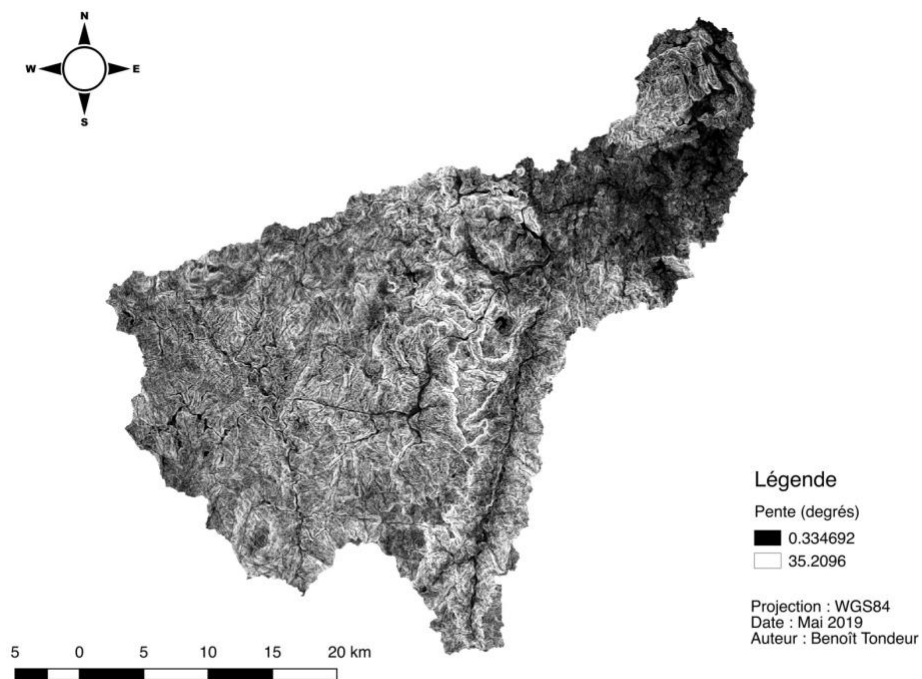 N
W E
S
Légende
Pente (degrés)
0.334692
35.2096
Projection : WGS84
Date : Mai 2019
Auteur : Benoît Tondeur
5 0 5 10 15 20 km